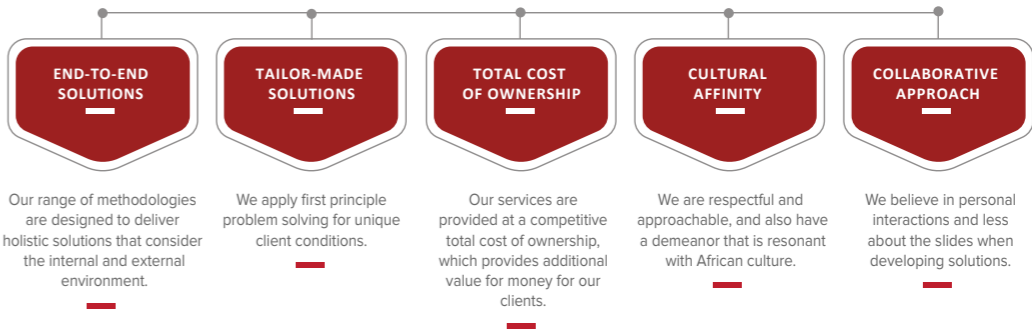 END-TO-END
SOLUTIONS
Our range of methodologies
are designed to deliver
holistic solutions that consider
the internal and external
environment.
TAILOR-MADE
SOLUTIONS
We apply first principle
problem solving for unique
client conditions.
TOTAL COST
OF OWNERSHIP
Our services are
provided at a competitive
total cost of ownership,
which provides additional
value for money for our
clients.
CULTURAL
AFFINITY
We are respectful and
approachable, and also have
a demeanor that is resonant
with African culture.
COLLABORATIVE
APPROACH
We believe in personal
interactions and less
about the slides when
developing solutions.